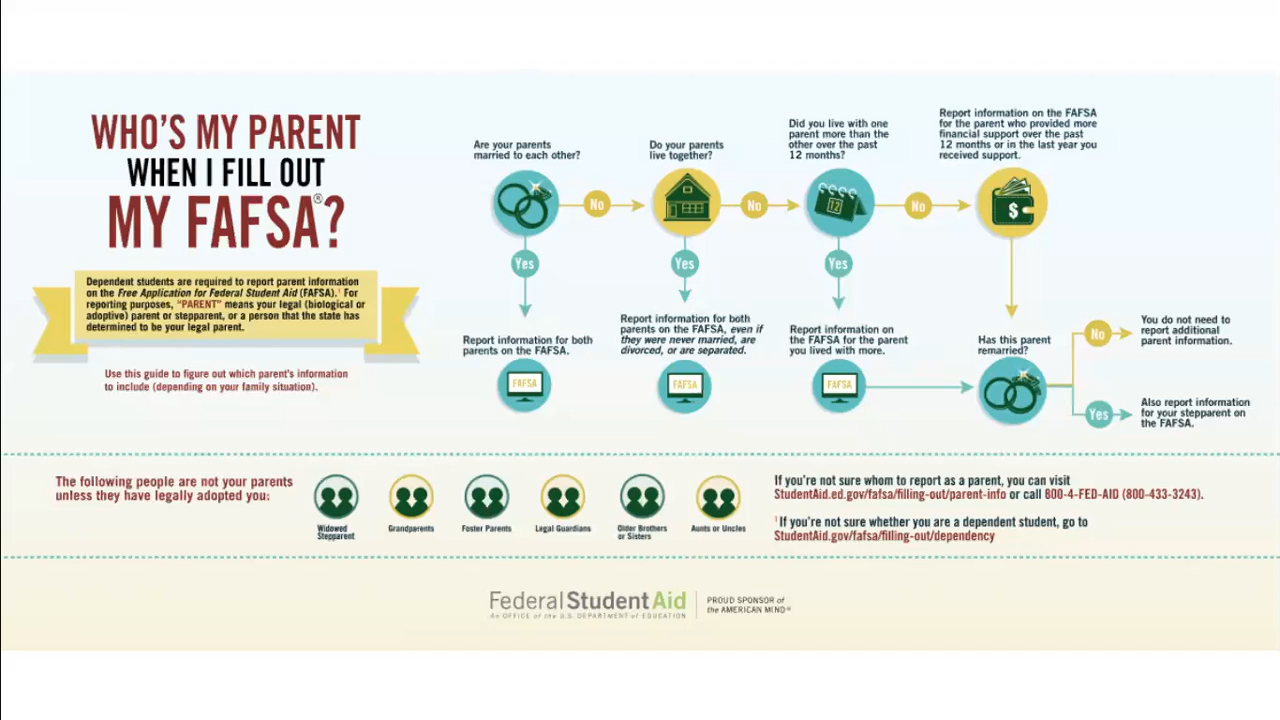 WHO'S MY PARENT
WHEN I FILL OUT
MY FAFSA®?
Dependent students are required to report parent information
on the Free Application for Federal Student Aid (FAFSA).¹ For
reporting purposes, "PARENT" means your legal (biological or
adoptive) parent or stepparent, or a person that the state has
determined to be your legal parent.
Use this guide to figure out which parent's information
to include (depending on your family situation).
Are your parents
married to each other?
No
Do your parents
live together?
No
Did you live with one
parent more than the
other over the past
12 months?
12
No
Report information on the FAFSA
for the parent who provided more
financial support over the past
12 months or in the last year you
received support.
$
Yes
Yes
Yes
Report information for both
parents on the FAFSA.
FAFSA
Report information for both
parents on the FAFSA, even if
they were never married, are
divorced, or are separated.
FAFSA
Report information on
the FAFSA for the parent
you lived with more.
FAFSA
Has this parent
remarried?
No
You do not need to
report additional
parent information.
Yes
Also report information
for your stepparent on
the FAFSA.
The following people are not your parents
unless they have legally adopted you:
Widowed
Stepparent
Grandparents
Foster Parents
Legal Guardians
Older Brothers
or Sisters
Aunts or Uncles
If you're not sure whom to report as a parent, you can visit
StudentAid.ed.gov/fafsa/filling-out/parent-info or call 800-4-FED-AID (800-433-3243).
¹ If you're not sure whether you are a dependent student, go to
StudentAid.gov/fafsa/filling-out/dependency
Federal Student Aid
An OFFICE of the U.S. DEPARTMENT of EDUCATION
PROUD SPONSOR of
the AMERICAN MIND®